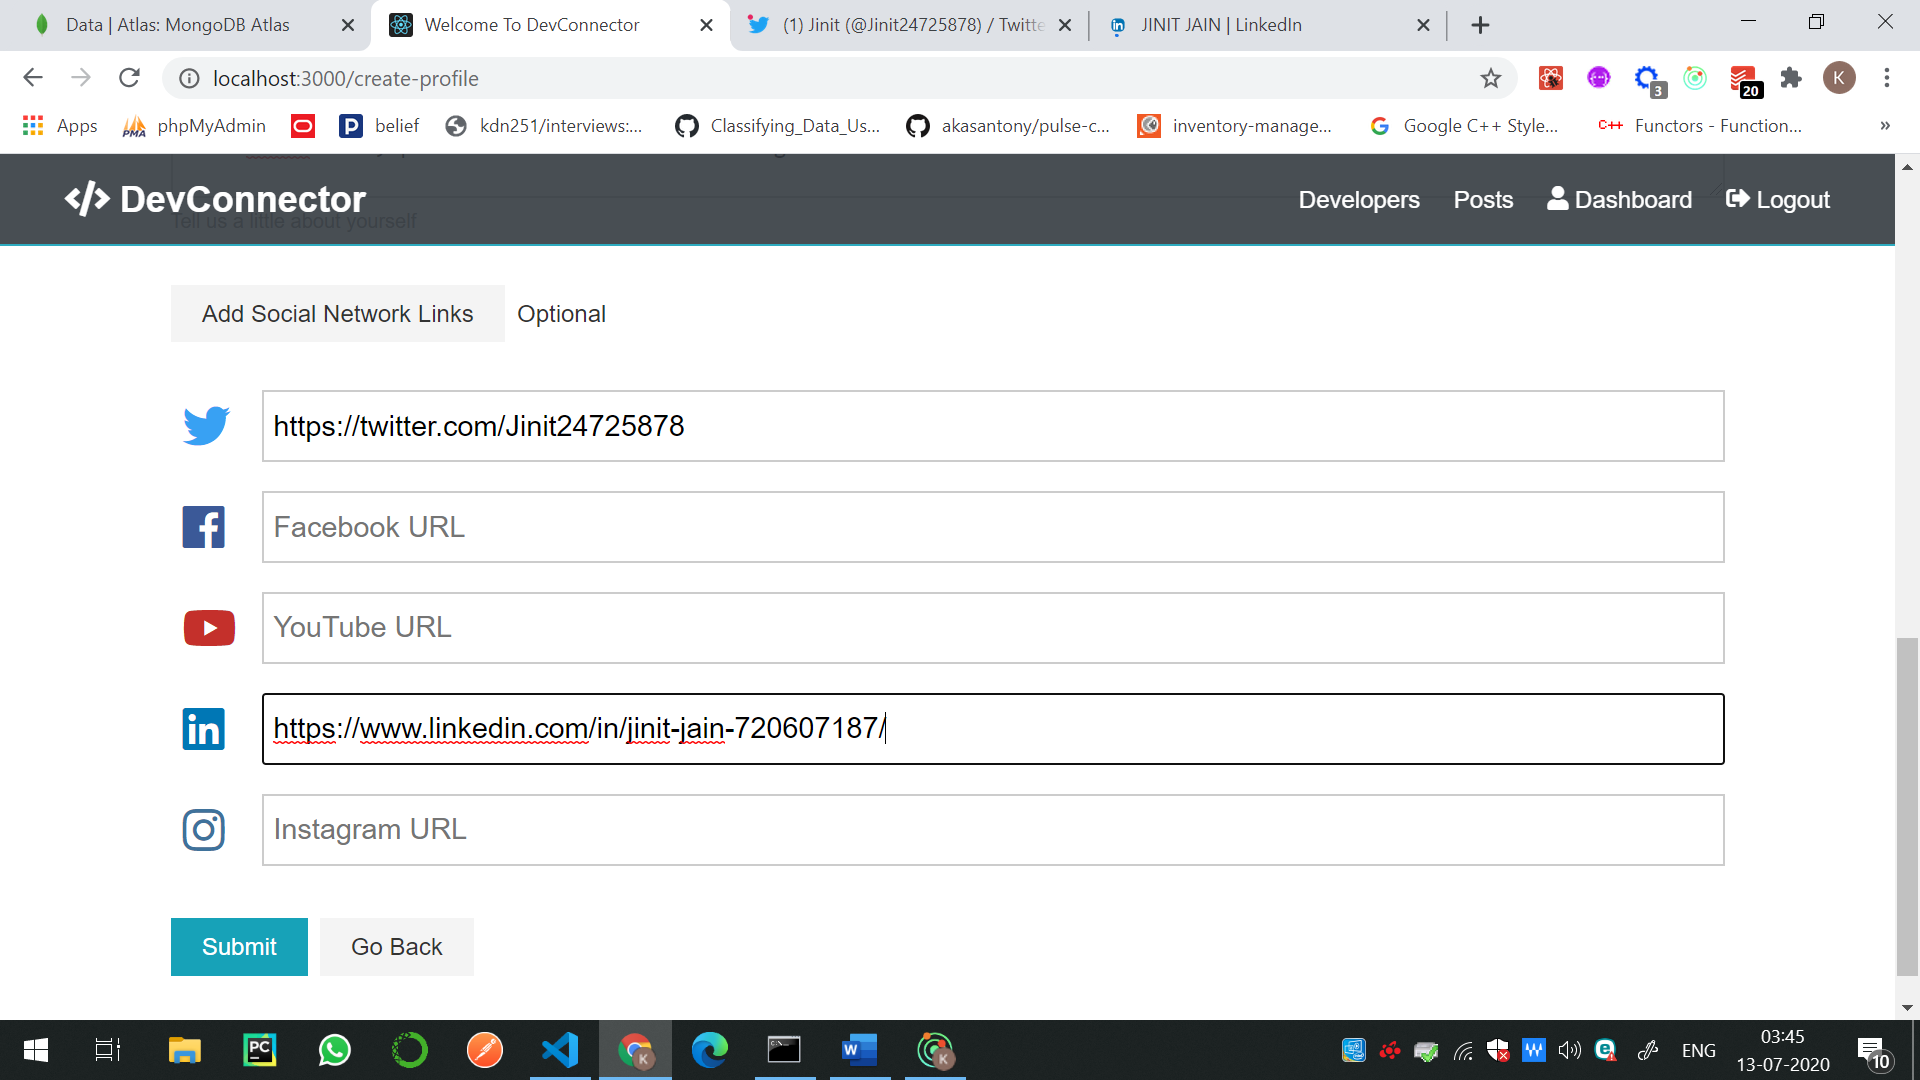 Data | Atlas: MongoDB Atlas
Welcome To DevConnector
(1) Jinit (@Jinit24725878) / Twitte
JINIT JAIN | LinkedIn
localhost:3000/create-profile
3
20
K
Apps
phpMyAdmin
belief
kdn251/interviews:...
Classifying_Data_Us...
akasantony/pulse-c...
inventory-manage...
Google C++ Style...
Functors - Function...
»
DevConnector
Developers
Posts
Dashboard
Logout
Tell us a little about yourself
Add Social Network Links
Optional
https://twitter.com/Jinit24725878
Facebook URL
YouTube URL
https://www.linkedin.com/in/jinit-jain-720607187/
Instagram URL
Submit
Go Back
ENG
03:45
13-07-2020
10